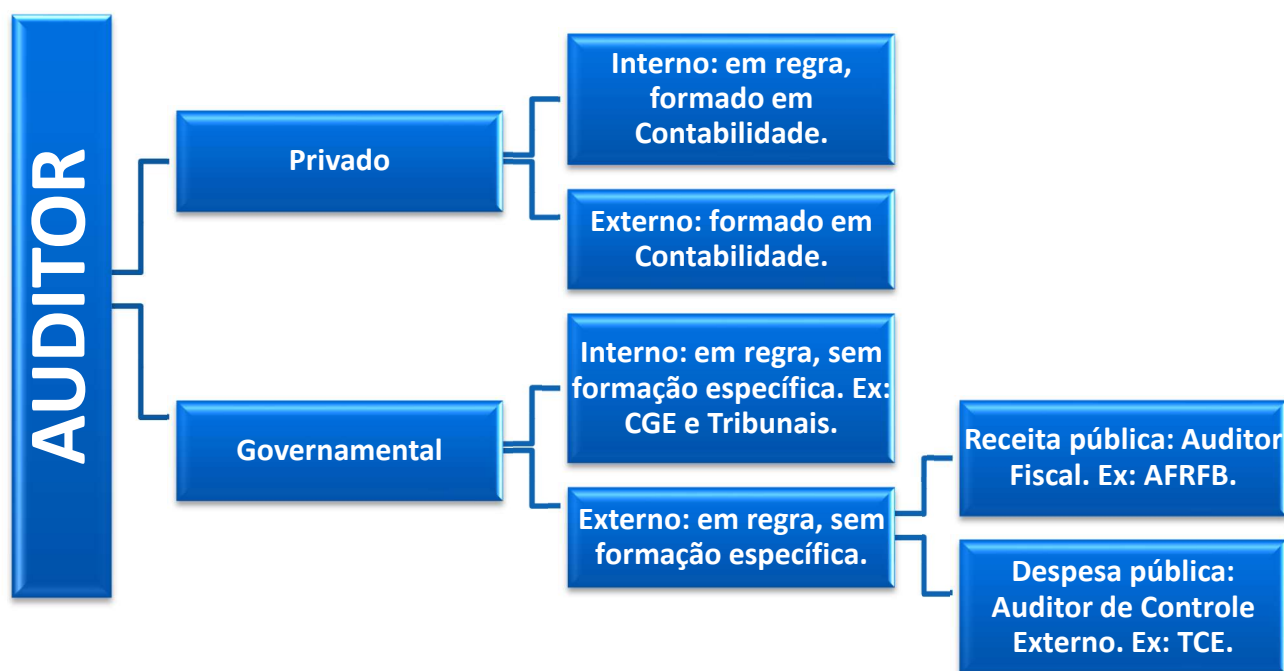 AUDITOR
Privado
Interno: em regra,
formado em
Contabilidade.
Externo: formado em
Contabilidade.
Governamental
Interno: em regra, sem
formação específica. Ex:
CGE e Tribunais.
Externo: em regra, sem
formação específica.
Receita pública: Auditor
Fiscal. Ex: AFRFB.
Despesa pública:
Auditor de Controle
Externo. Ex: TCE.